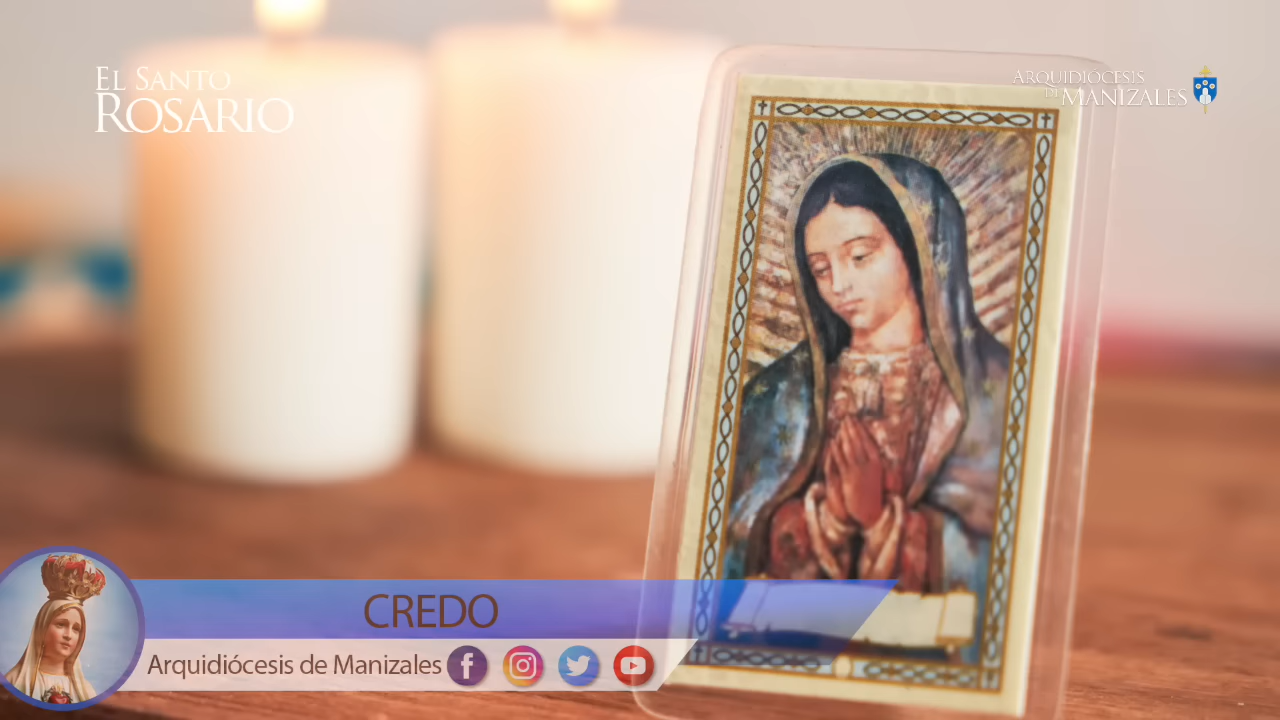 EL SANTO
ROSARIO
ARQUIDIÓCESIS
DE MANIZALES
CREDO
Arquidiócesis de Manizales